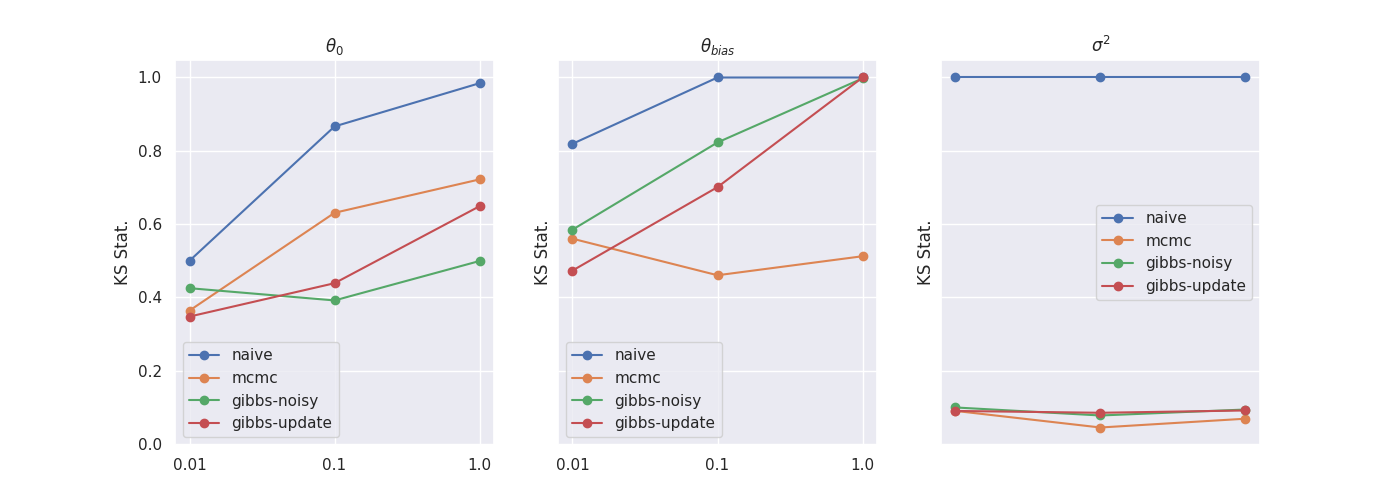 θ₀
KS Stat.
1.0
0.8
0.6
0.4
0.2
0.0
0.01 0.1 1.0
naive
mcmc
gibbs-noisy
gibbs-update
θ_bias
KS Stat.
0.01 0.1 1.0
naive
mcmc
gibbs-noisy
gibbs-update
σ²
KS Stat.
naive
mcmc
gibbs-noisy
gibbs-update